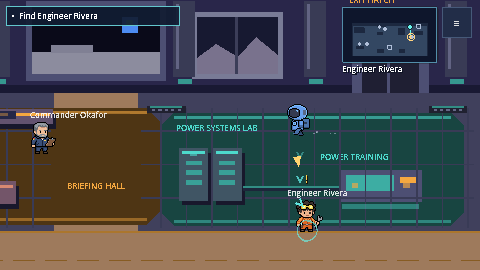 • Find Engineer Rivera
≡
Engineer Rivera
Commander Okafor
POWER SYSTEMS LAB
POWER TRAINING
BRIEFING HALL
!
Engineer Rivera